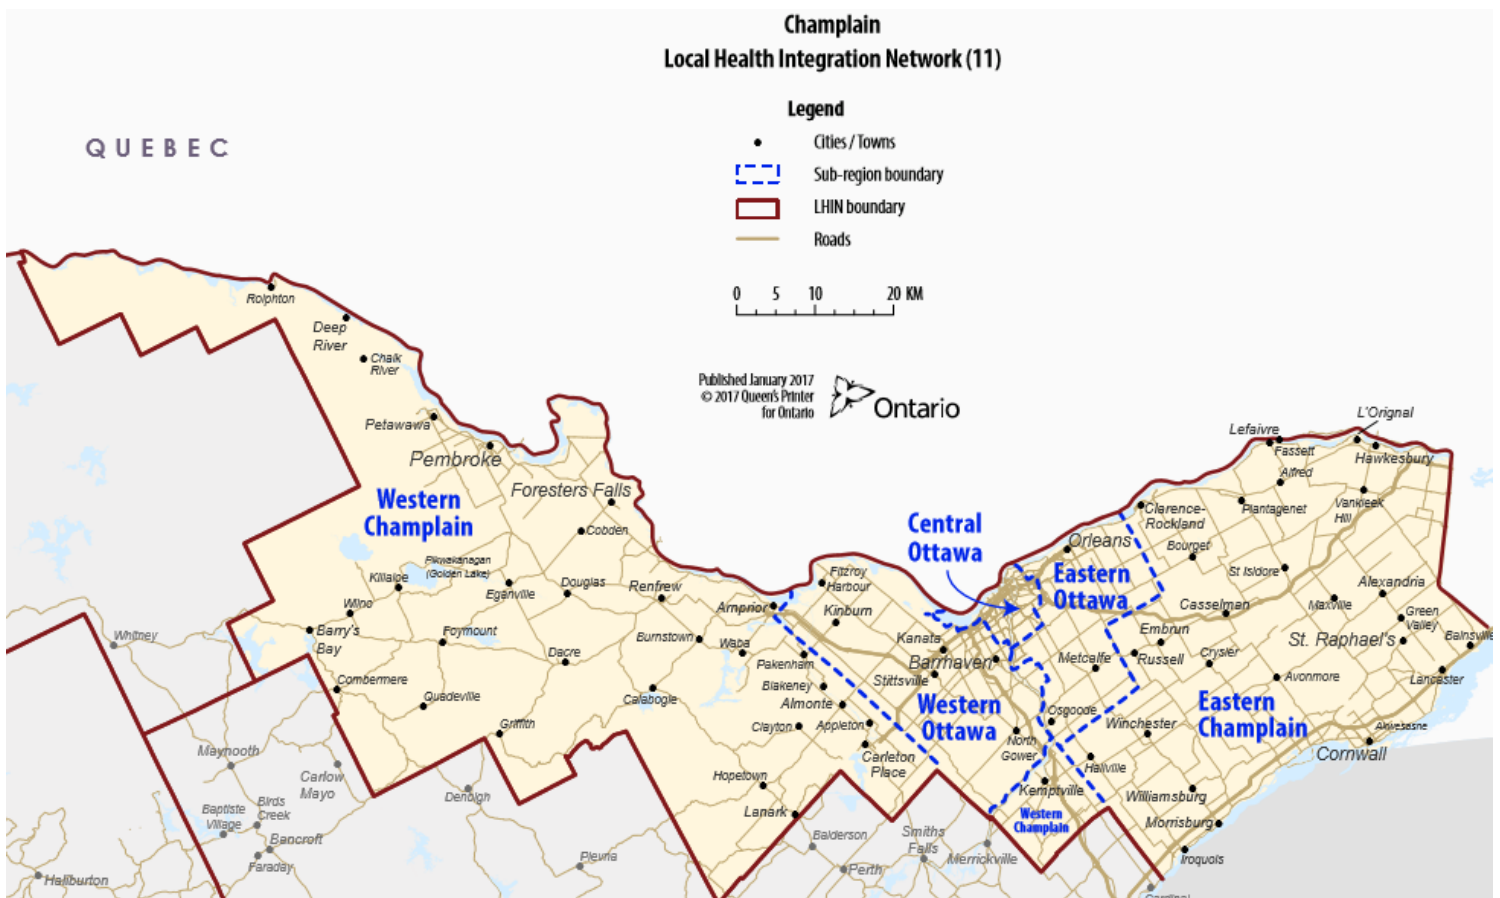 Champlain
Local Health Integration Network (11)
Legend
Cities / Towns
Sub-region boundary
LHIN boundary
Roads
0 5 10 20 KM
Published January 2017
© 2017 Queen's Printer
for Ontario
Ontario
QUEBEC
Rolphton
Deep
River
Chalk
River
Petawawa
Pembroke
Foresters Falls
Western
Champlain
Cobden
Pikwakanagan
(Golden Lake)
Killaloe
Eganville
Douglas
Renfrew
Wilno
Barry's
Bay
Foymount
Dacre
Burnstown
Waba
Arnprior
Combermere
Quadeville
Griffith
Calabogie
Whitney
Maynooth
Carlow
Mayo
Baptiste
Village
Birds
Creek
Bancroft
Faraday
Haliburton
Denbigh
Plevna
Fitzroy
Harbour
Kinburn
Kanata
Barrhaven
Stittsville
Pakenham
Blakeney
Almonte
Clayton
Appleton
Carleton
Place
Hopetown
Lanark
Balderson
Perth
Smiths
Falls
Merrickville
Western
Ottawa
Central
Ottawa
Eastern
Ottawa
Orleans
Metcalfe
Osgoode
North
Gower
Kemptville
Western
Champlain
Hallville
Winchester
Williamsburg
Morrisburg
Iroquois
Cardinal
Lefaivre
Fassett
L'Orignal
Hawkesbury
Alfred
Clarence-
Rockland
Plantagenet
Vankleek
Hill
Bourget
St Isidore
Alexandria
Casselman
Maxville
Green
Valley
Embrun
St. Raphael's
Bainsville
Russell
Crysler
Avonmore
Lancaster
Eastern
Champlain
Akwesasne
Cornwall